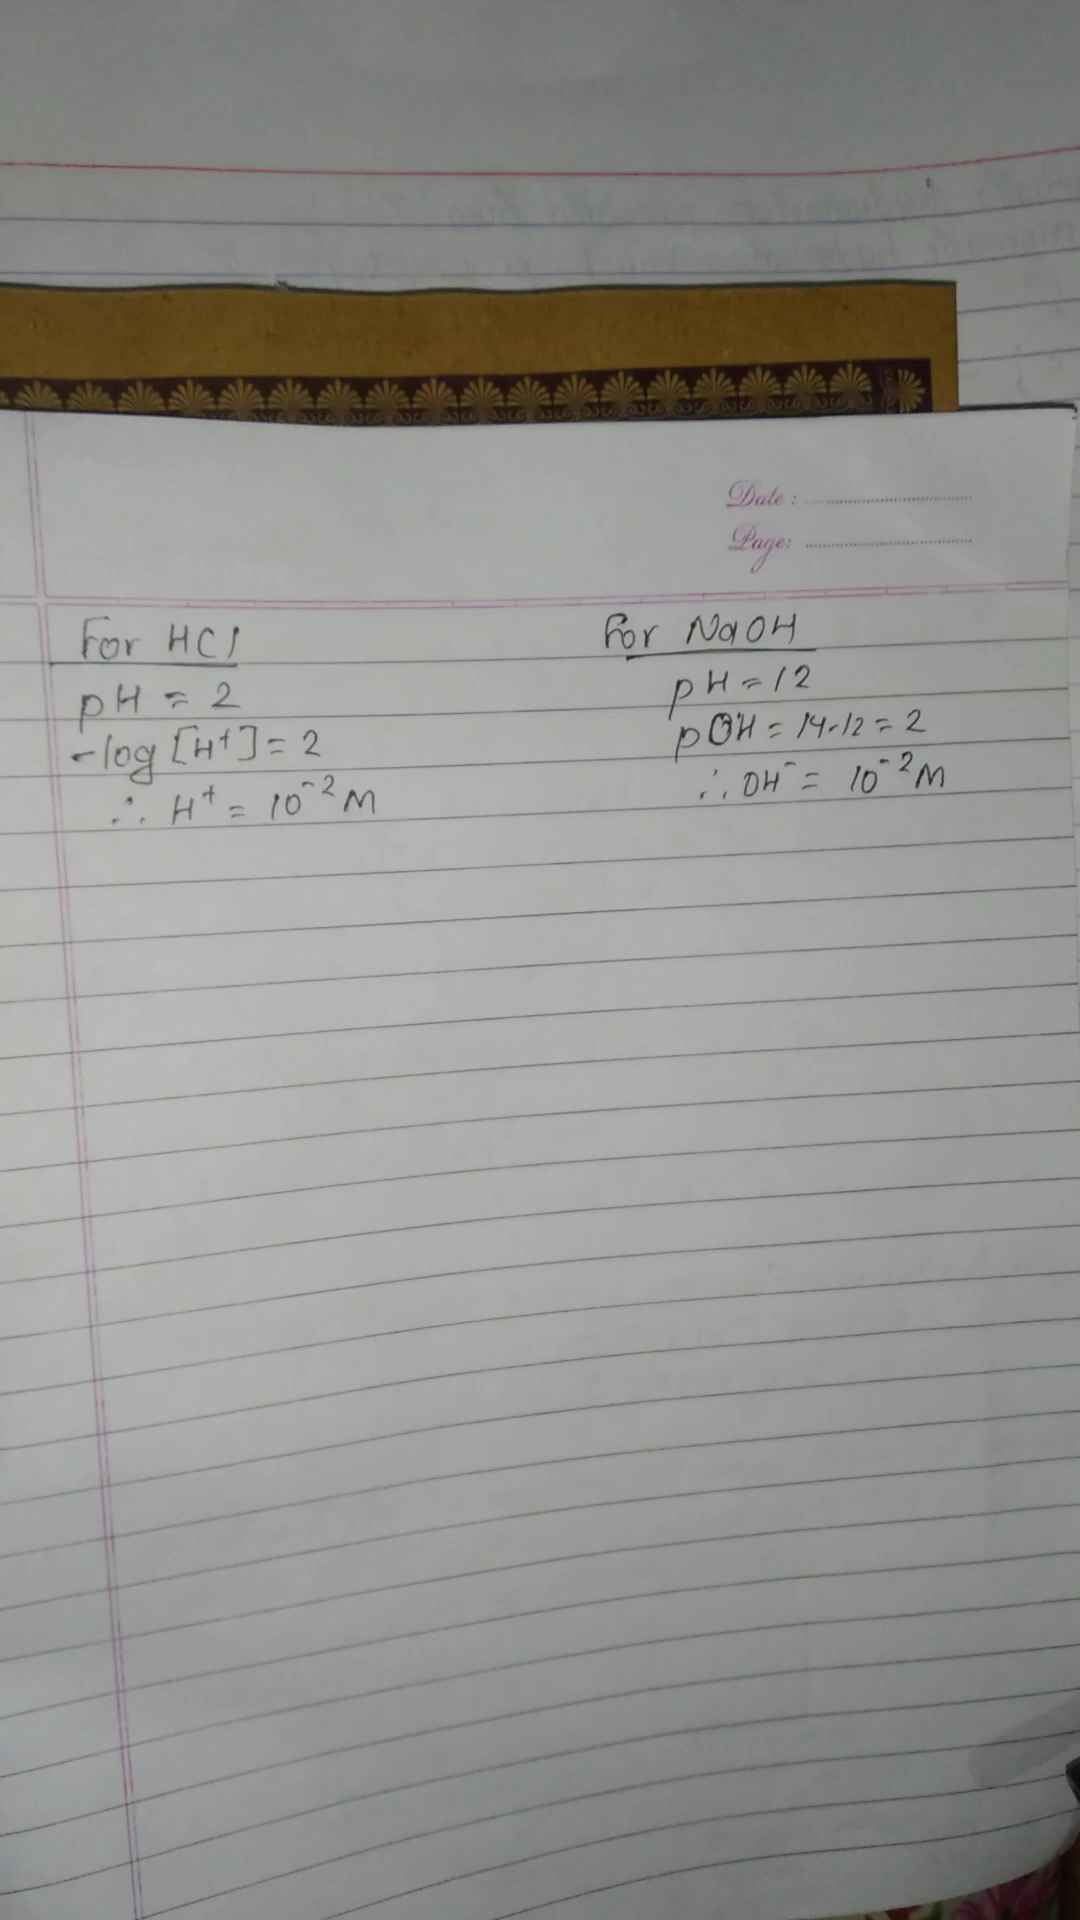 Date :
Page:
For HCl
pH = 2
-log [H+] = 2
∴ H+ = 10^-2 M
For NaOH
pH = 12
pOH = 14-12 = 2
∴ OH- = 10^-2 M